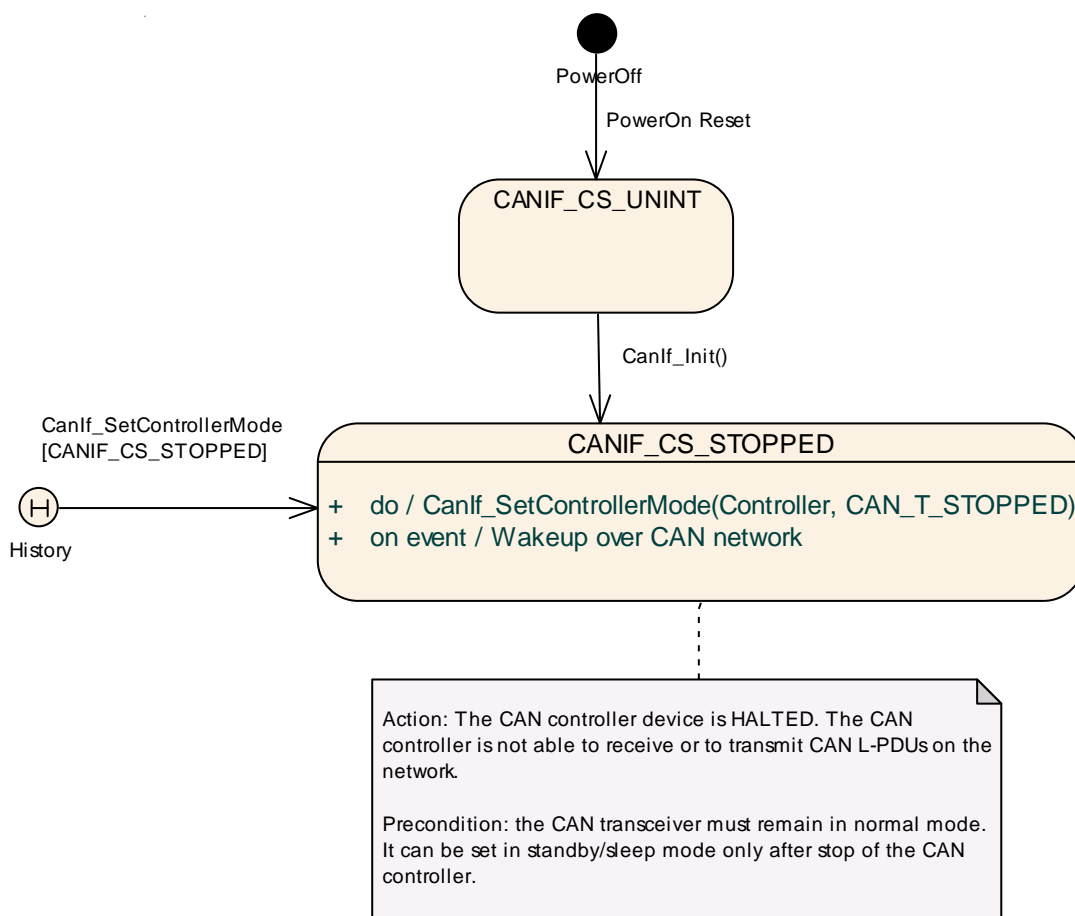 PowerOff
PowerOn Reset
CANIF_CS_UNINT
CanIf_Init()
CanIf_SetControllerMode
[CANIF_CS_STOPPED]
CANIF_CS_STOPPED
+ do / CanIf_SetControllerMode(Controller, CAN_T_STOPPED)
+ on event / Wakeup over CAN network
H
History
Action: The CAN controller device is HALTED. The CAN
controller is not able to receive or to transmit CAN L-PDUs on the
network.
Precondition: the CAN transceiver must remain in normal mode.
It can be set in standby/sleep mode only after stop of the CAN
controller.